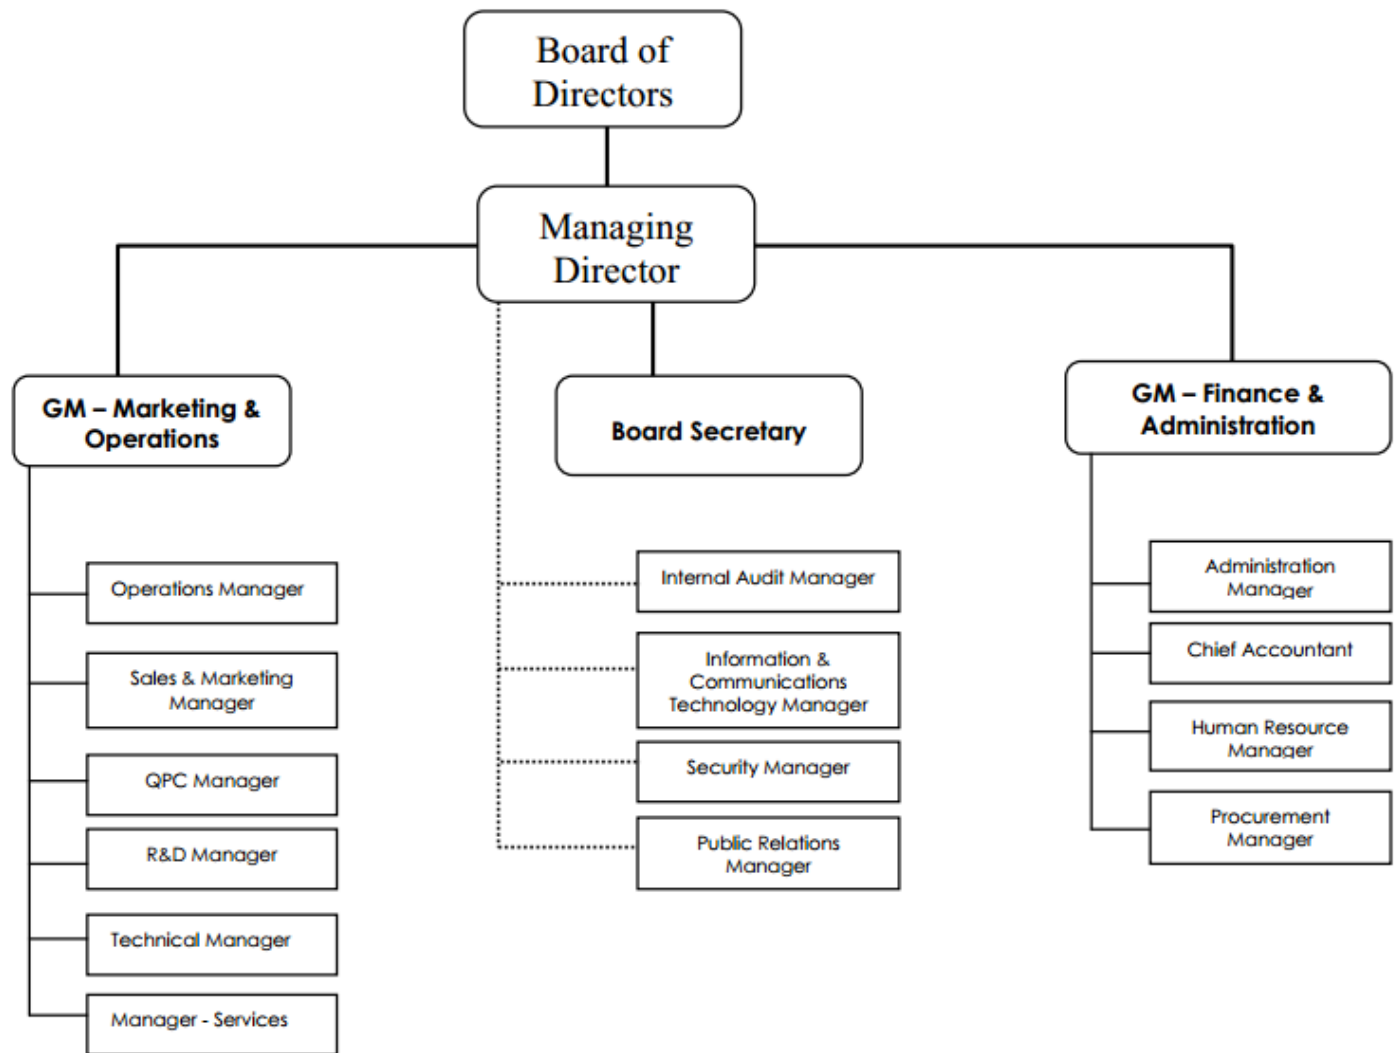 Board of
Directors
Managing
Director
GM – Marketing &
Operations
Board Secretary
GM – Finance &
Administration
Operations Manager
Sales & Marketing
Manager
QPC Manager
R&D Manager
Technical Manager
Manager - Services
Internal Audit Manager
Information &
Communications
Technology Manager
Security Manager
Public Relations
Manager
Administration
Manager
Chief Accountant
Human Resource
Manager
Procurement
Manager